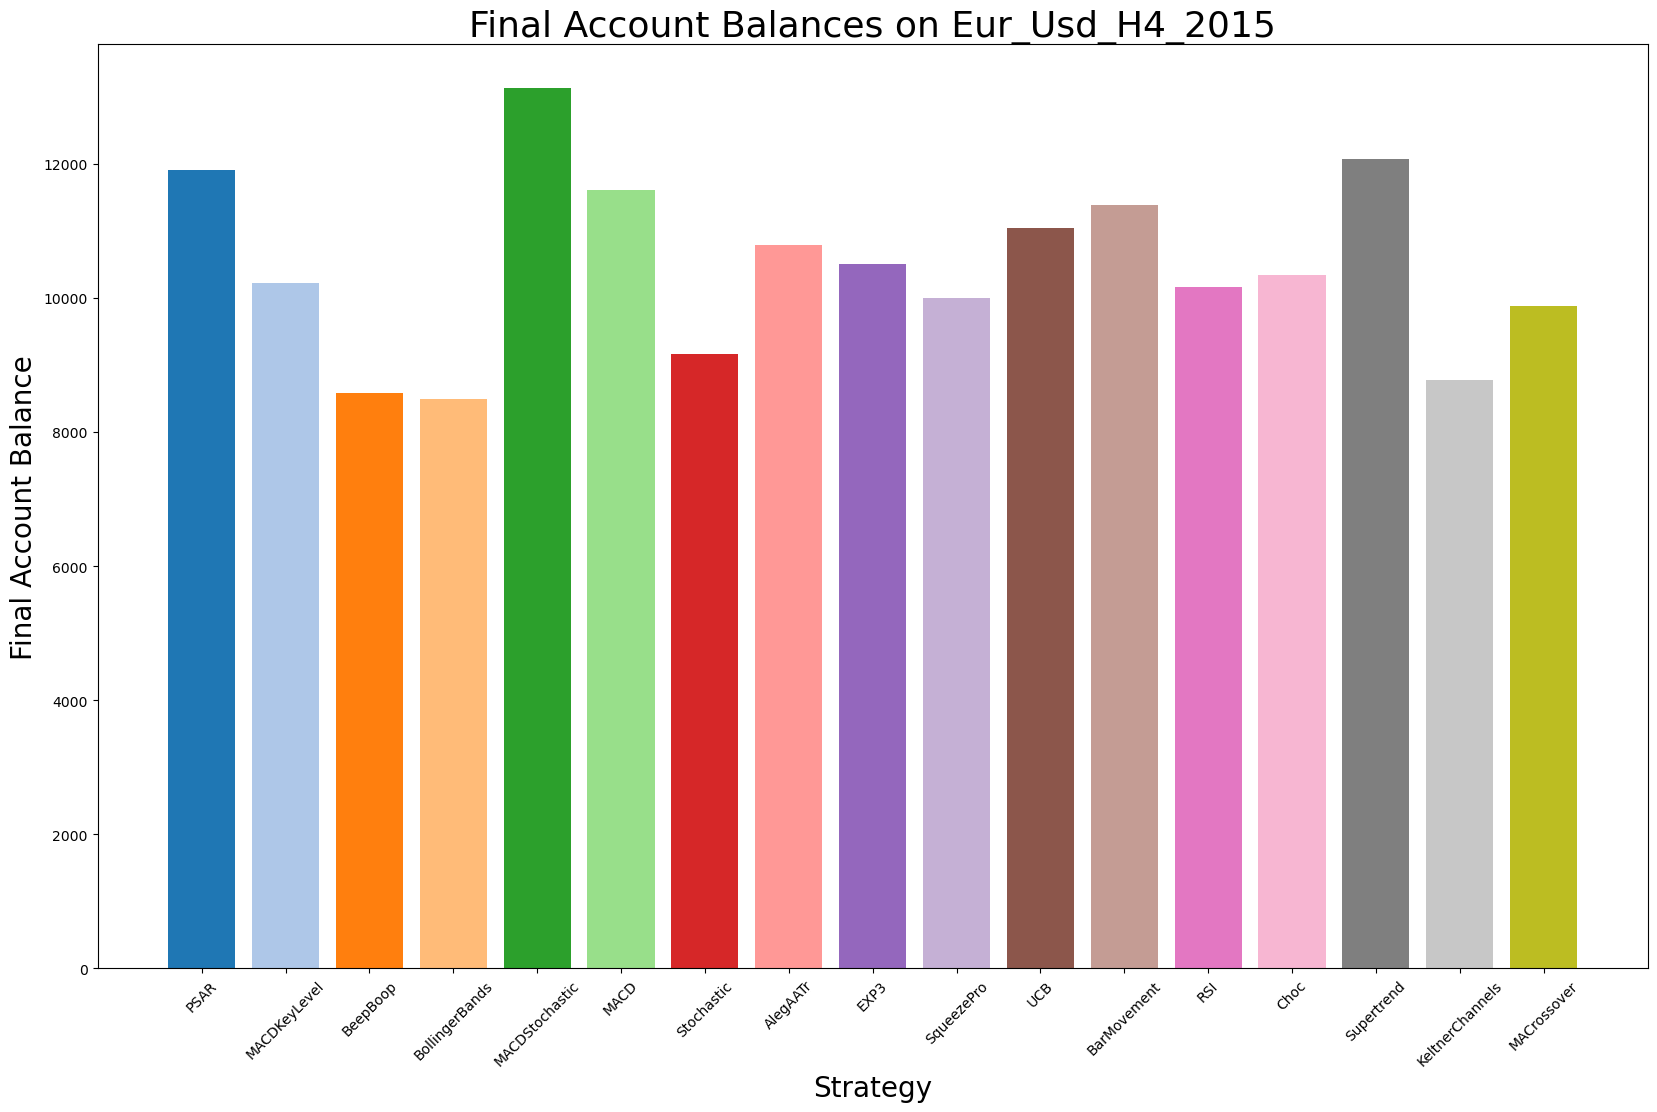 Final Account Balances on Eur_Usd_H4_2015
Final Account Balance
12000
10000
8000
6000
4000
2000
0
PSAR
MACDKeyLevel
BeepBoop
BollingerBands
MACDStochastic
MACD
Stochastic
AlegAATr
EXP3
SqueezePro
UCB
BarMovement
RSI
Choc
Supertrend
KeltnerChannels
MACrossover
Strategy